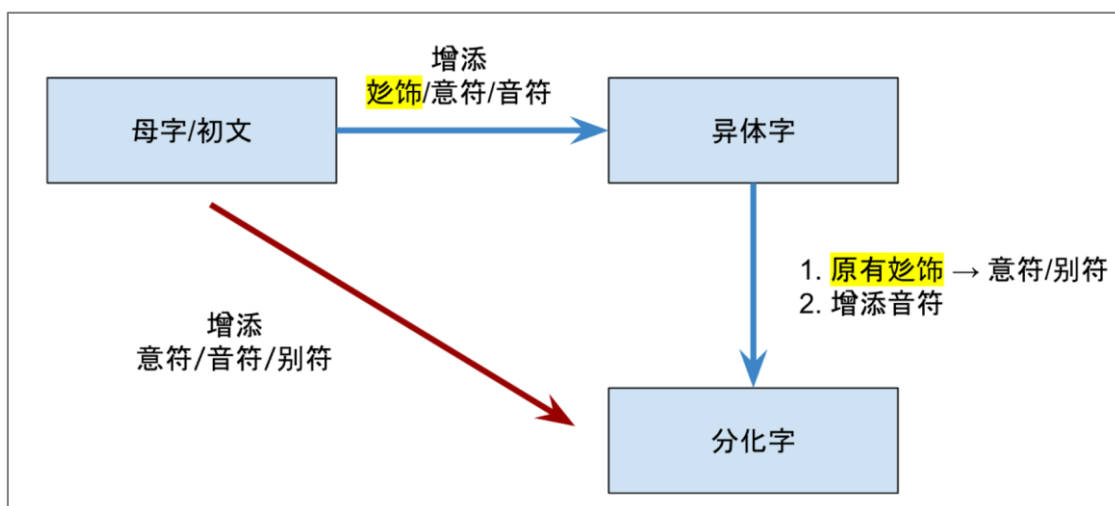 增添
彣饰/意符/音符
母字/初文
异体字
1. 原有彣饰 → 意符/别符
2. 增添音符
增添
意符/音符/别符
分化字